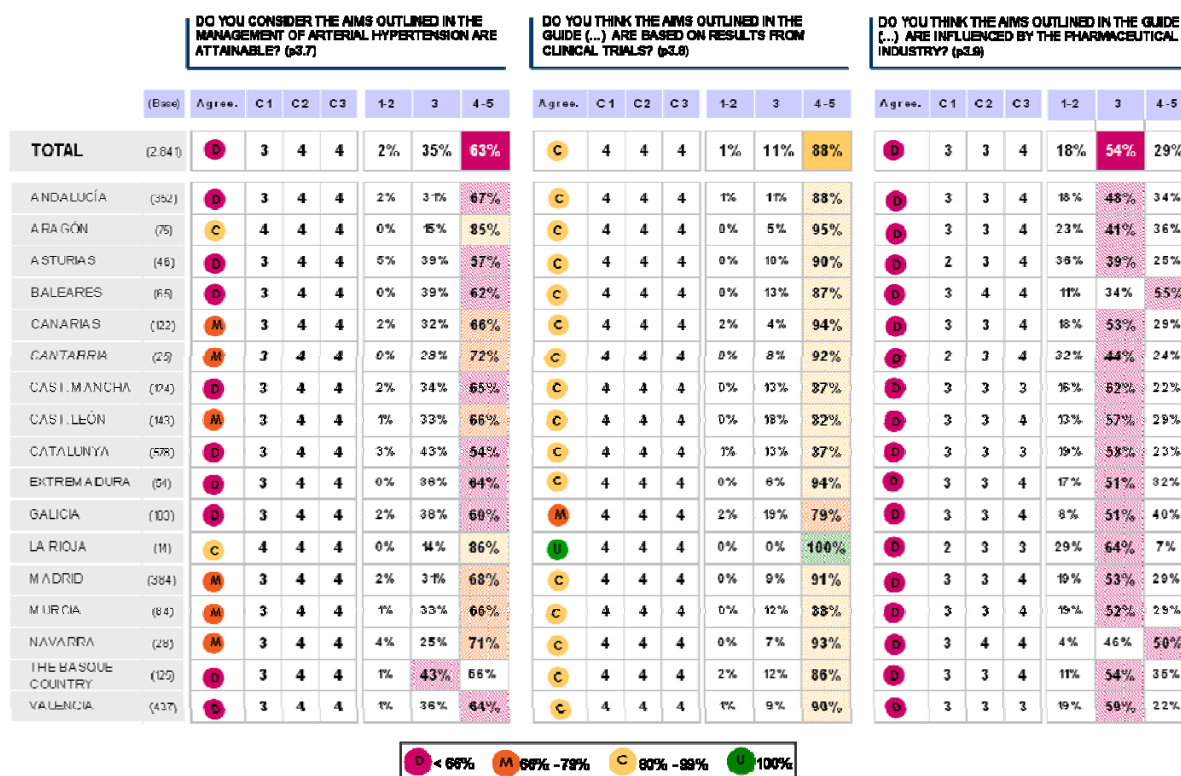 DO YOU CONSIDER THE AIMS OUTLINED IN THE
MANAGEMENT OF ARTERIAL HYPERTENSION ARE
ATTAINABLE? (p3.7)
DO YOU THINK THE AIMS OUTLINED IN THE
GUIDE (...) ARE BASED ON RESULTS FROM
CLINICAL TRIALS? (p3.8)
DO YOU THINK THE AIMS OUTLINED IN THE GUIDE
(...) ARE INFLUENCED BY THE PHARMACEUTICAL
INDUSTRY? (p3.9)
(Base) Agree. C1 C2 C3 1-2 3 4-5 Agree. C1 C2 C3 1-2 3 4-5 Agree. C1 C2 C3 1-2 3 4-5
TOTAL (2.841) D 3 4 4 2% 35% 63% C 4 4 4 1% 11% 88% D 3 3 4 18% 54% 29%
ANDALUCÍA (352) D 3 4 4 2% 31% 67% C 4 4 4 1% 11% 88% D 3 3 4 18% 48% 34%
ARAGÓN (75) C 4 4 4 0% 15% 85% C 4 4 4 0% 5% 95% D 3 3 4 23% 41% 36%
ASTURIAS (46) D 3 4 4 5% 39% 57% C 4 4 4 0% 10% 90% D 2 3 4 36% 39% 25%
BALEARES (65) D 3 4 4 0% 39% 62% C 4 4 4 0% 13% 87% D 3 4 4 11% 34% 55%
CANARIAS (122) M 3 4 4 2% 32% 66% C 4 4 4 2% 4% 94% D 3 3 4 18% 53% 29%
CANTABRIA (25) M 3 4 4 0% 28% 72% C 4 4 4 0% 8% 92% D 2 3 4 32% 44% 24%
CAST.MANCHA (124) D 3 4 4 2% 34% 65% C 4 4 4 0% 13% 87% D 3 3 3 16% 62% 22%
CAST.LEÓN (143) M 3 4 4 1% 33% 66% C 4 4 4 0% 18% 82% D 3 3 4 13% 57% 29%
CATALUNYA D 3 4 4 3% 43% 54% C 4 4 4 1% 13% 87% D 3 3 3 19% 58% 23%
EXTREMADURA D 3 4 4 0% 36% 64% C 4 4 4 0% 6% 94% D 3 3 4 17% 51% 32%
GALICIA D 3 4 4 2% 38% 60% M 4 4 4 2% 19% 79% D 3 3 4 8% 51% 40%
LA RIOJA (14) C 4 4 4 0% 14% 86% U 4 4 4 0% 0% 100% D 2 3 3 29% 64% 7%
MADRID (384) M 3 4 4 2% 31% 68% C 4 4 4 0% 9% 91% D 3 3 4 19% 53% 29%
MURCIA (84) M 3 4 4 1% 33% 66% C 4 4 4 0% 12% 88% D 3 3 4 19% 52% 29%
NAVARRA (28) M 3 4 4 4% 25% 71% C 4 4 4 0% 7% 93% D 3 4 4 4% 46% 50%
THE BASQUE
COUNTRY (125) D 3 4 4 1% 43% 56% C 4 4 4 2% 12% 86% D 3 3 4 11% 54% 35%
VALENCIA (437) D 3 4 4 1% 36% 64% C 4 4 4 1% 9% 90% D 3 3 3 19% 59% 22%
D < 66% M 66% -79% C 80% -99% U 100%